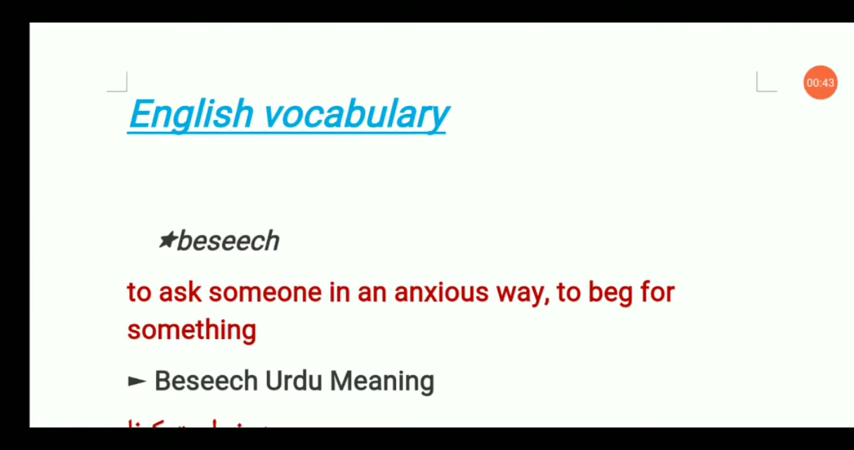 English vocabulary
00:43
★beseech
to ask someone in an anxious way, to beg for
something
► Beseech Urdu Meaning